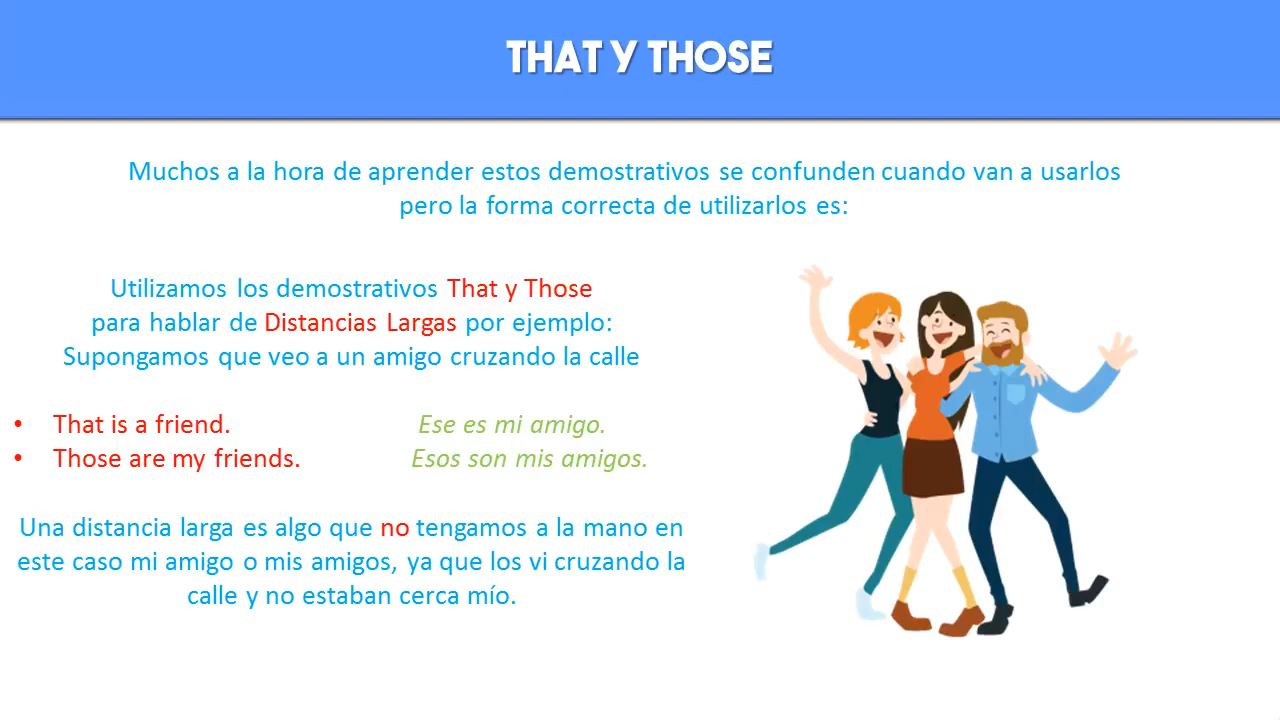 THAT Y THOSE
Muchos a la hora de aprender estos demostrativos se confunden cuando van a usarlos
pero la forma correcta de utilizarlos es:
Utilizamos los demostrativos That y Those
para hablar de Distancias Largas por ejemplo:
Supongamos que veo a un amigo cruzando la calle
• That is a friend. Ese es mi amigo.
• Those are my friends. Esos son mis amigos.
Una distancia larga es algo que no tengamos a la mano en
este caso mi amigo o mis amigos, ya que los vi cruzando la
calle y no estaban cerca mío.